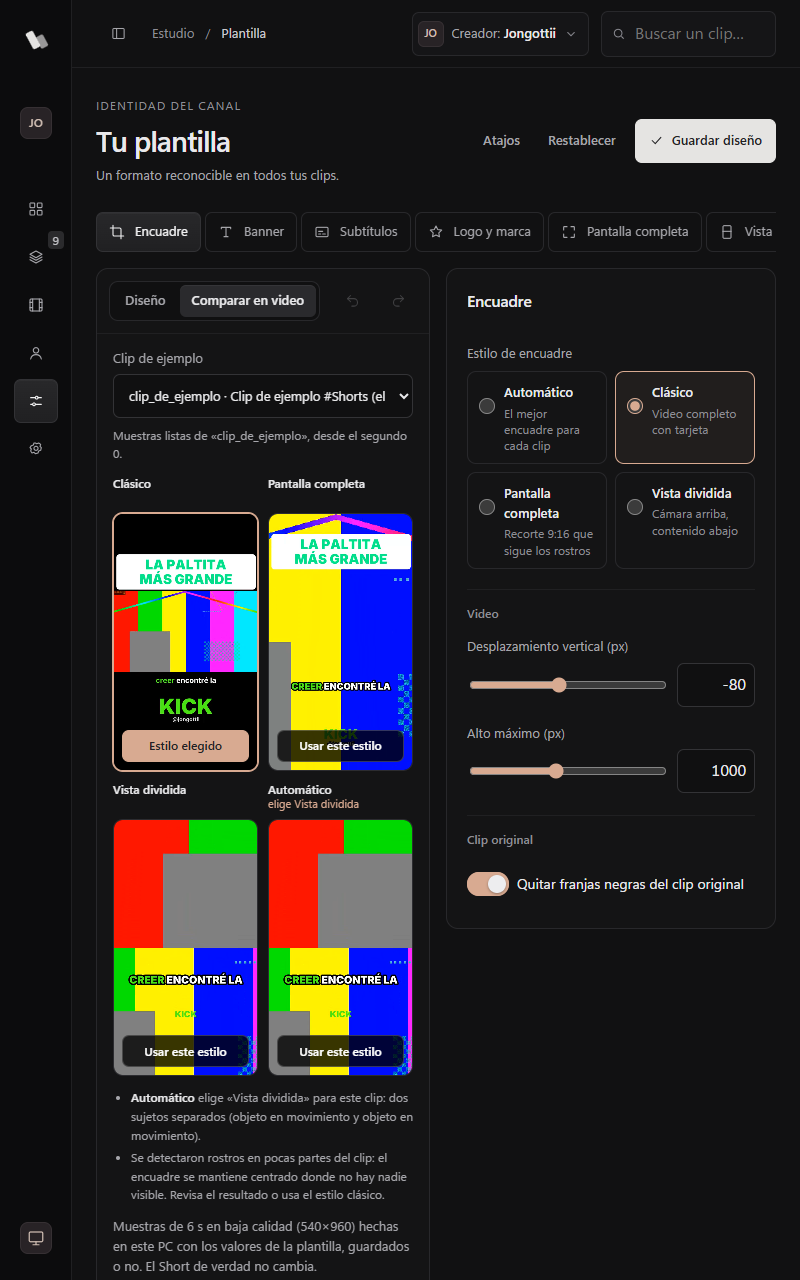 Estudio / Plantilla
JO Creador: Jongottii
Buscar un clip...
JO
9
IDENTIDAD DEL CANAL
Tu plantilla
Un formato reconocible en todos tus clips.
Atajos
Restablecer
Guardar diseño
Encuadre
Banner
Subtítulos
Logo y marca
Pantalla completa
Vista
Diseño
Comparar en video
Clip de ejemplo
clip_de_ejemplo · Clip de ejemplo #Shorts (el
Muestras listas de «clip_de_ejemplo», desde el segundo
0.
Clásico
LA PALTITA
MÁS GRANDE
creer encontré la
KICK
@jongottii
Estilo elegido
Pantalla completa
LA PALTITA
MÁS GRANDE
CREER ENCONTRÉ LA
KICK
Usar este estilo
Vista dividida
CREER ENCONTRÉ LA
KICK
Usar este estilo
Automático
elige Vista dividida
CREER ENCONTRÉ LA
KICK
Usar este estilo
• Automático elige «Vista dividida» para este clip: dos
sujetos separados (objeto en movimiento y objeto en
movimiento).
• Se detectaron rostros en pocas partes del clip: el
encuadre se mantiene centrado donde no hay nadie
visible. Revisa el resultado o usa el estilo clásico.
Muestras de 6 s en baja calidad (540×960) hechas
en este PC con los valores de la plantilla, guardados
o no. El Short de verdad no cambia.
Encuadre
Estilo de encuadre
Automático
El mejor
encuadre para
cada clip
Clásico
Video completo
con tarjeta
Pantalla
completa
Recorte 9:16 que
sigue los rostros
Vista dividida
Cámara arriba,
contenido abajo
Video
Desplazamiento vertical (px)
-80
Alto máximo (px)
1000
Clip original
Quitar franjas negras del clip original